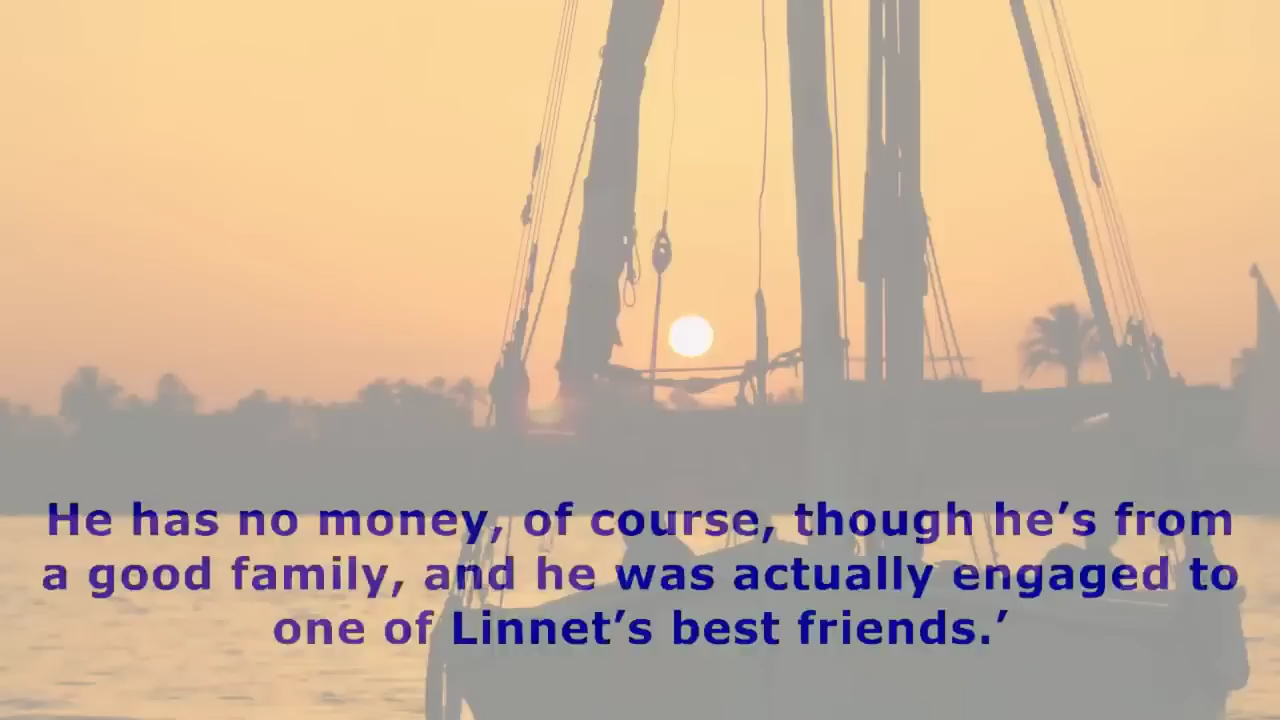 He has no money, of course, though he’s from
a good family, and he was actually engaged to
one of Linnet’s best friends.’